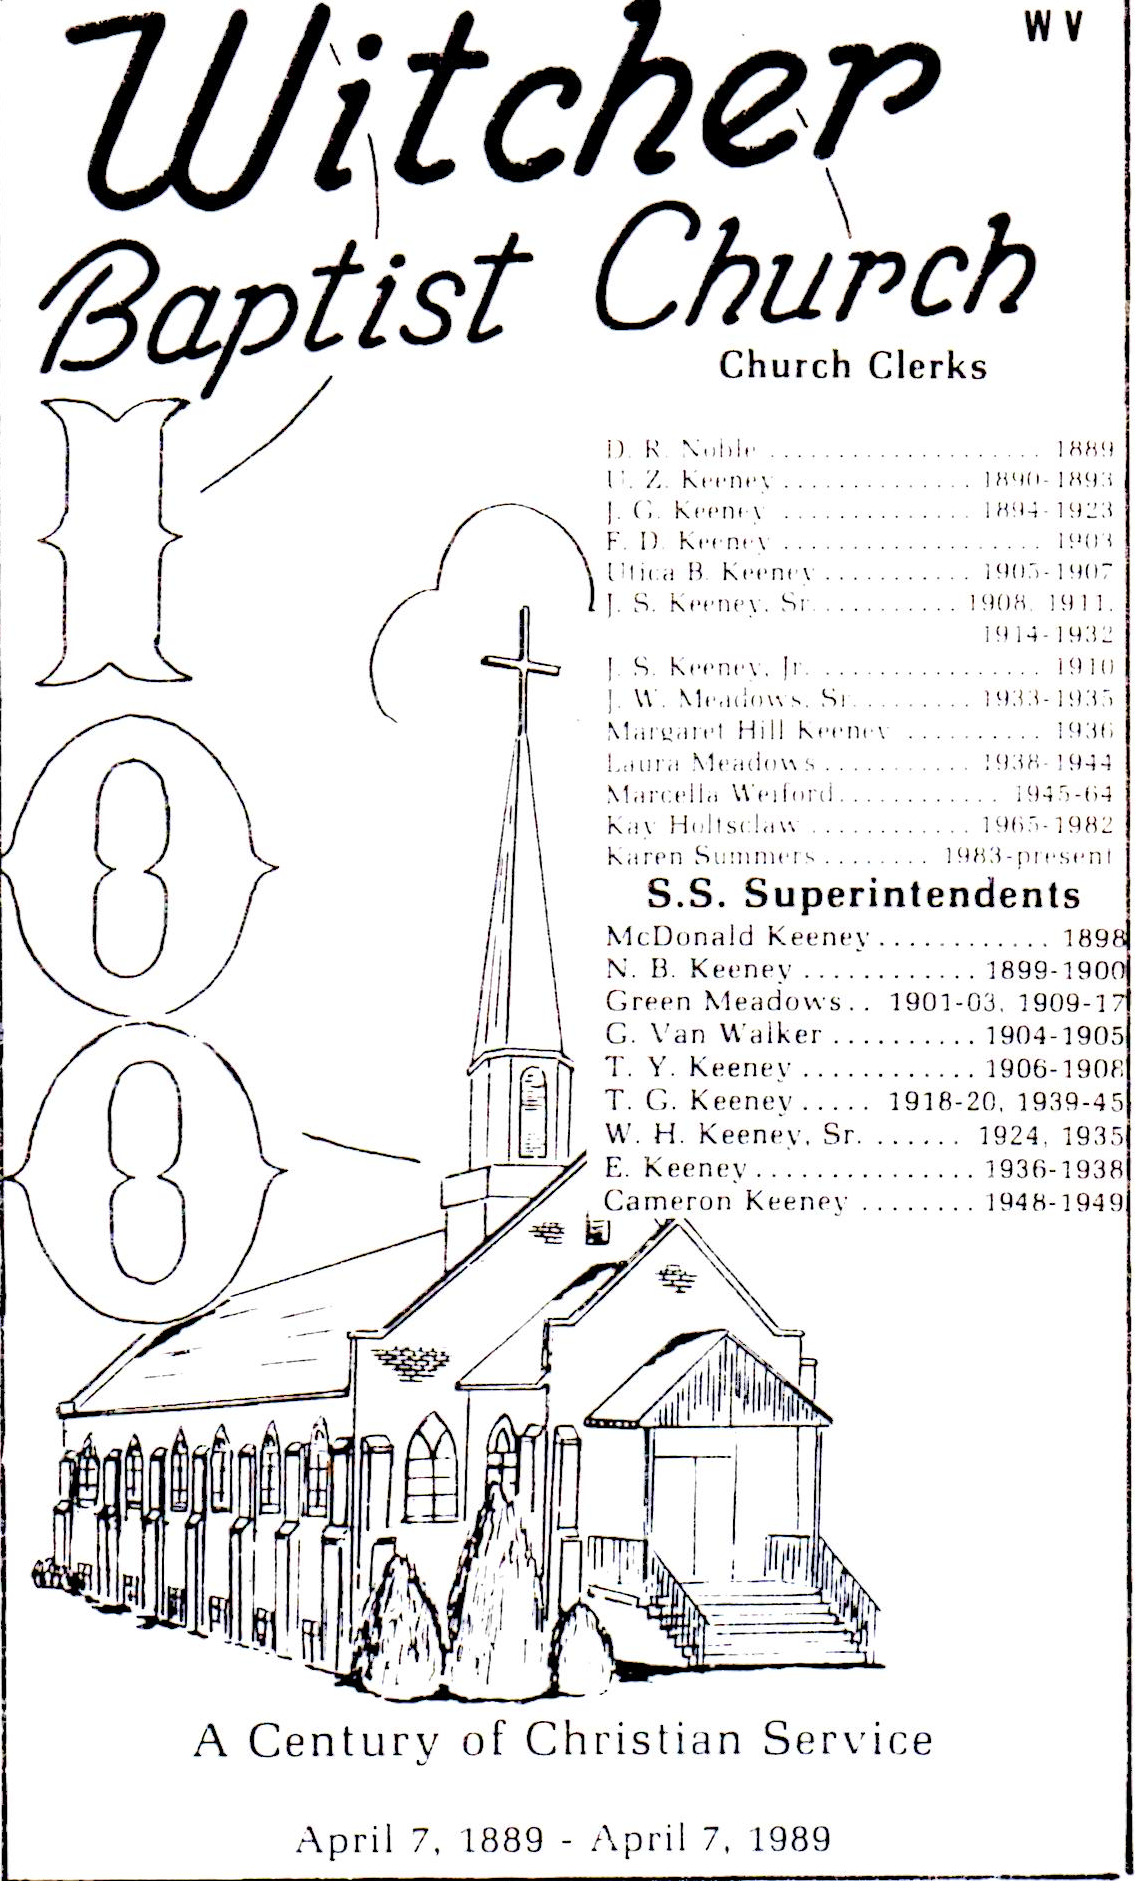 WV
Witcher
Baptist Church
100
Church Clerks
D. R. Noble .................... 1889
U. Z. Keeney .............. 1890-1893
J. G. Keeney .............. 1894-1923
F. D. Keeney ................... 1903
Utica B. Keeney ........... 1905-1907
J. S. Keeney, Sr. .......... 1908, 1911,
1914-1932
J. S. Keeney, Jr. ................ 1910
J. W. Meadows, Sr. ........ 1933-1935
Margaret Hill Keeney .......... 1936
Laura Meadows ........... 1938-1944
Marcella Weiford ............ 1945-64
Kay Holtsclaw ............ 1965-1982
Karen Summers ........ 1983-present
S.S. Superintendents
McDonald Keeney ............ 1898
N. B. Keeney ............. 1899-1900
Green Meadows .. 1901-03, 1909-17
G. Van Walker .......... 1904-1905
T. Y. Keeney ............. 1906-1908
T. G. Keeney ..... 1918-20, 1939-45
W. H. Keeney, Sr. ....... 1924, 1935
E. Keeney ................ 1936-1938
Cameron Keeney ........ 1948-1949
A Century of Christian Service
April 7, 1889 - April 7, 1989